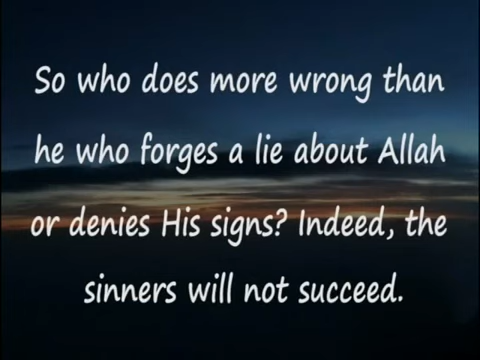 So who does more wrong than
he who forges a lie about Allah
or denies His signs? Indeed, the
sinners will not succeed.